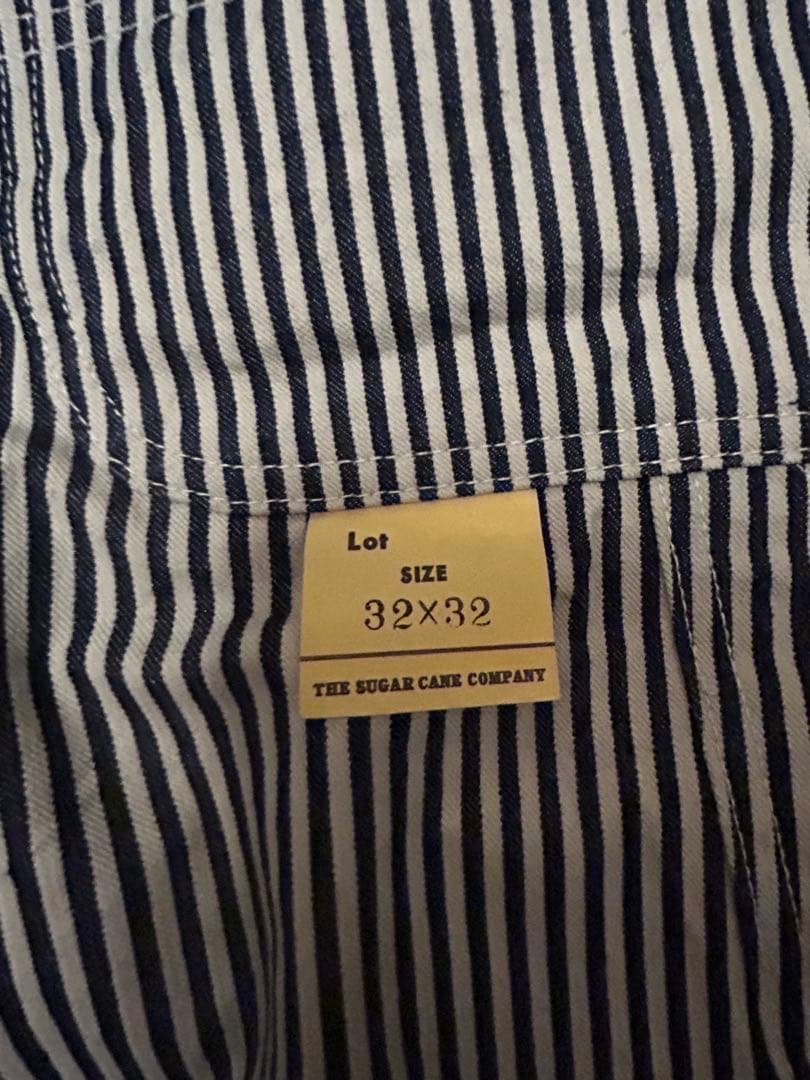 Lot
SIZE
32×32
THE SUGAR CANE COMPANY